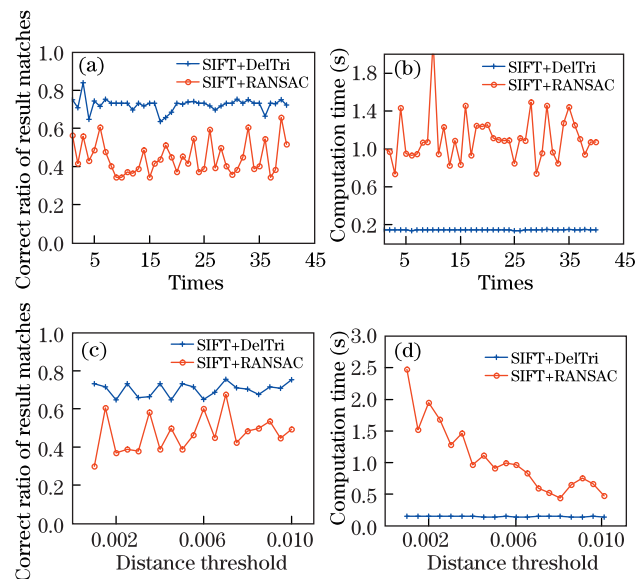 Correct ratio of result matches
1.0
0.8
0.6
0.4
0.2
0.0
(a)
SIFT+DelTri
SIFT+RANSAC
5
15
25
35
45
Times
Computation time (s)
1.8
1.4
1.0
0.6
0.2
(b)
SIFT+DelTri
SIFT+RANSAC
5
15
25
35
45
Times
Correct ratio of result matches
1.0
0.8
0.6
0.4
0.2
0.0
(c)
SIFT+DelTri
SIFT+RANSAC
0.002
0.006
0.010
Distance threshold
Computation time (s)
3.0
2.5
2.0
1.5
1.0
0.5
0.0
(d)
SIFT+DelTri
SIFT+RANSAC
0.002
0.006
0.010
Distance threshold